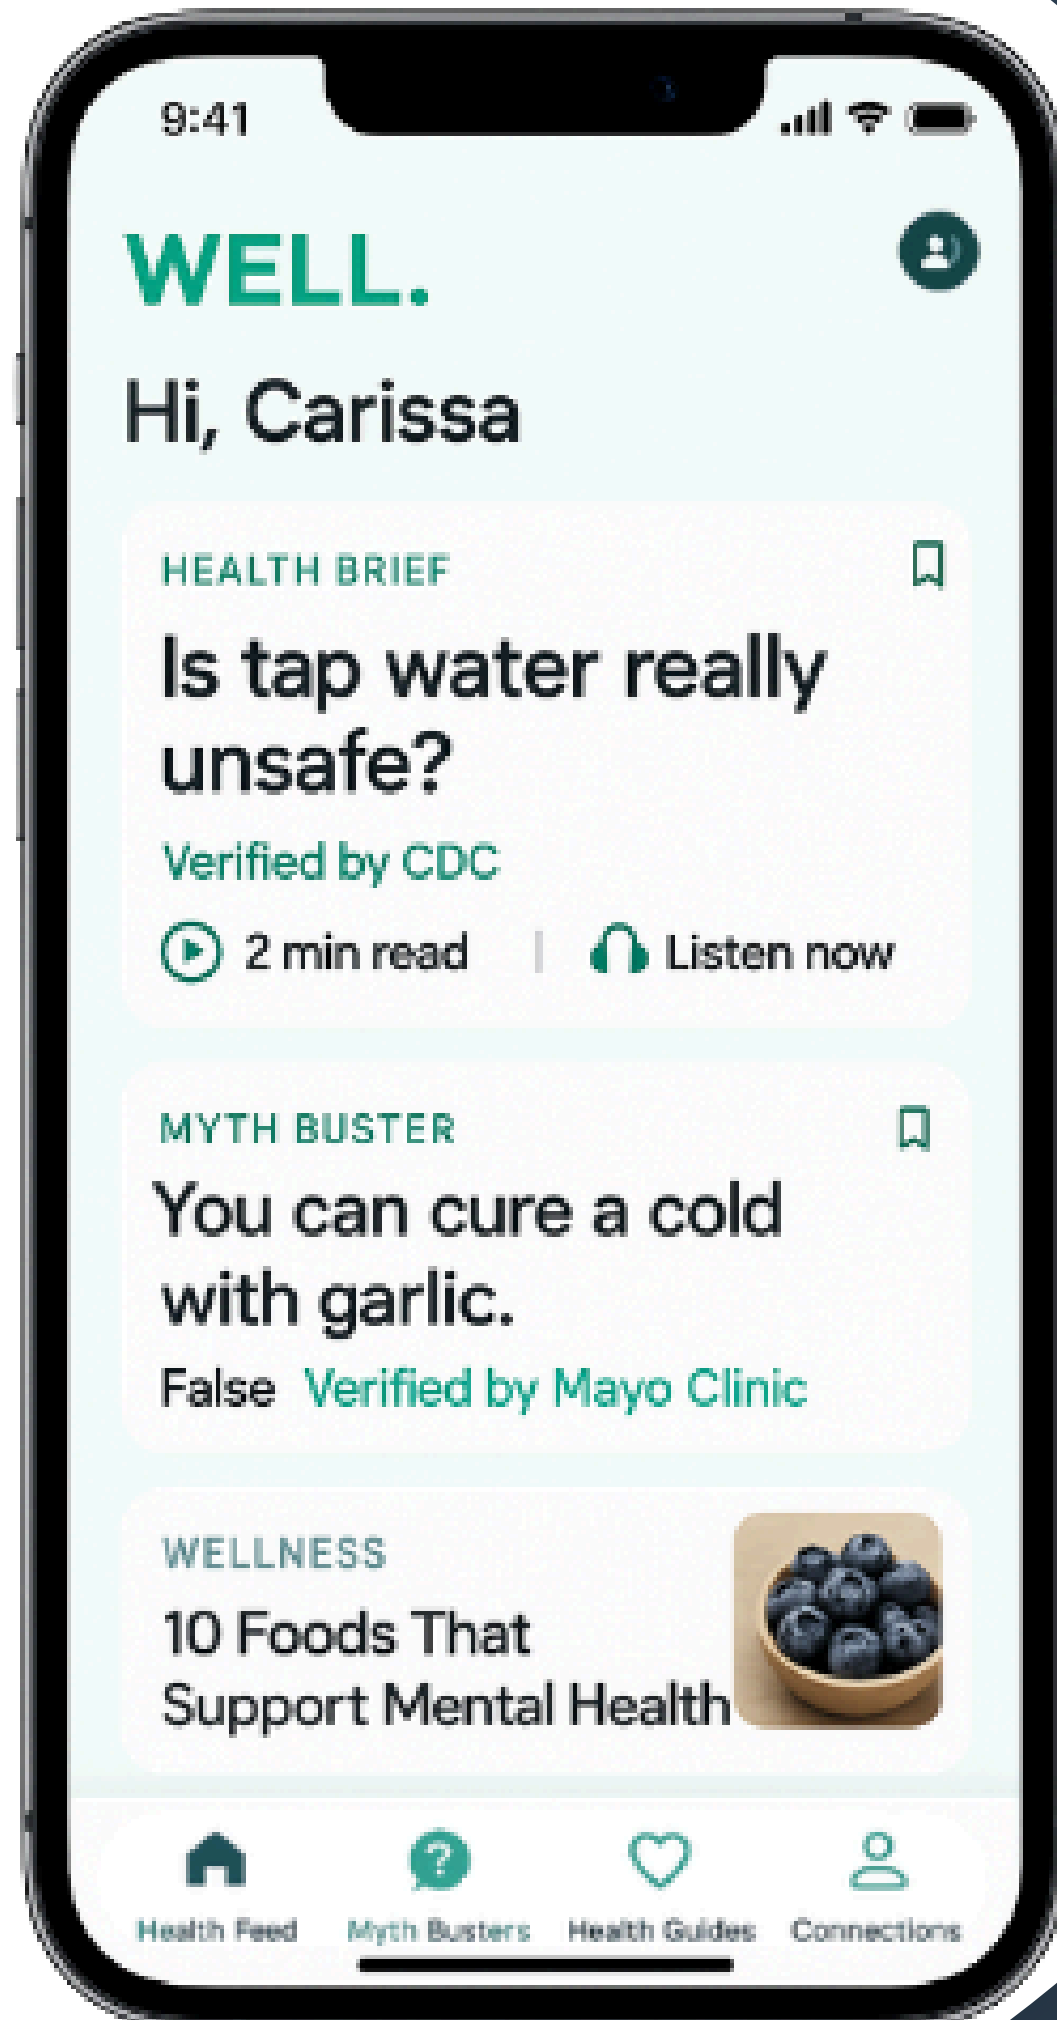 9:41
WELL.
Hi, Carissa
HEALTH BRIEF
Is tap water really
unsafe?
Verified by CDC
2 min read | Listen now
MYTH BUSTER
You can cure a cold
with garlic.
False Verified by Mayo Clinic
WELLNESS
10 Foods That
Support Mental Health
?
Health Feed Myth Busters Health Guides Connections